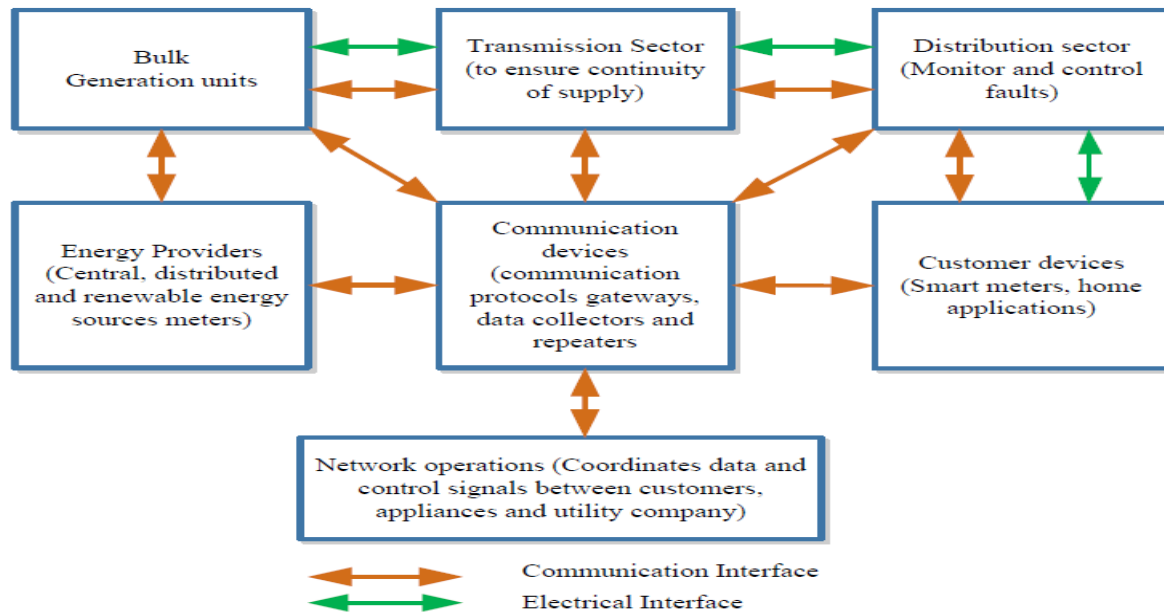 Bulk
Generation units
Transmission Sector
(to ensure continuity
of supply)
Distribution sector
(Monitor and control
faults)
Energy Providers
(Central, distributed
and renewable energy
sources meters)
Communication
devices
(communication
protocols gateways,
data collectors and
repeaters
Customer devices
(Smart meters, home
applications)
Network operations (Coordinates data and
control signals between customers,
appliances and utility company)
Communication Interface
Electrical Interface